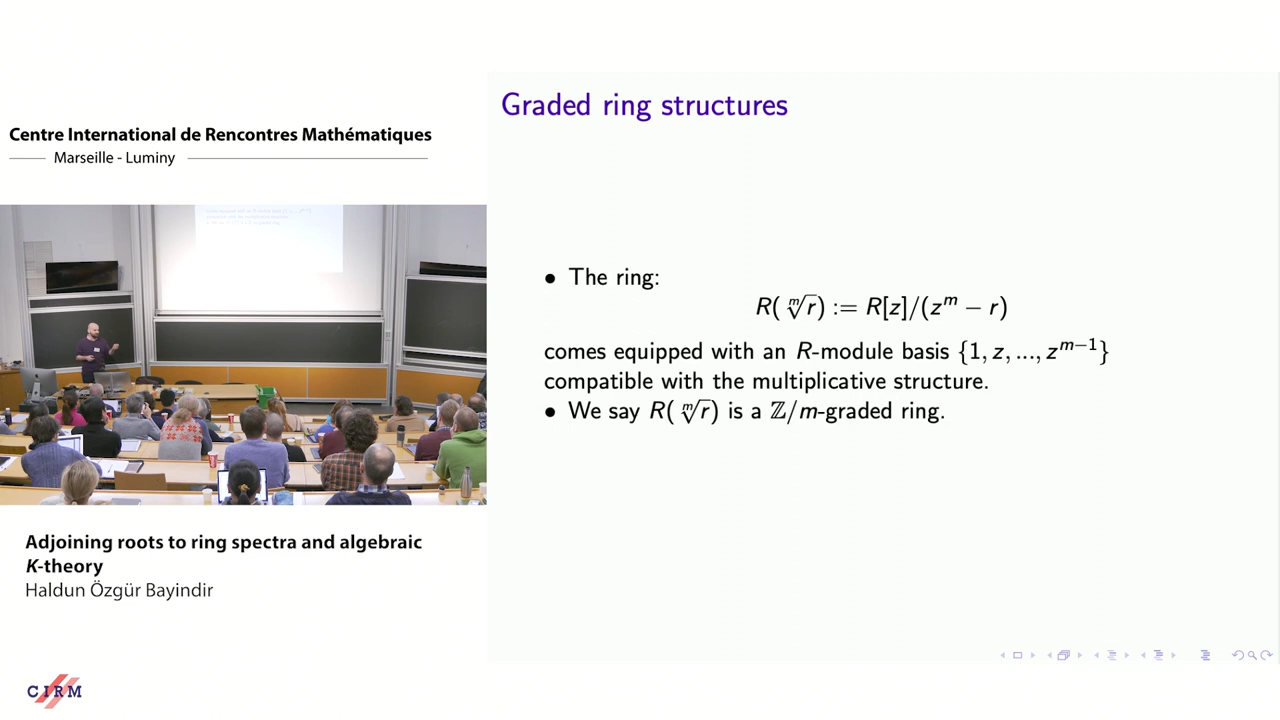 Centre International de Rencontres Mathématiques
Marseille - Luminy
Graded ring structures
• The ring:
R(ᵐ√r) := R[z]/(zᵐ − r)
comes equipped with an R-module basis {1, z, ..., zᵐ⁻¹}
compatible with the multiplicative structure.
• We say R(ᵐ√r) is a ℤ/m-graded ring.
Adjoining roots to ring spectra and algebraic
K-theory
Haldun Özgür Bayindir
CIRM